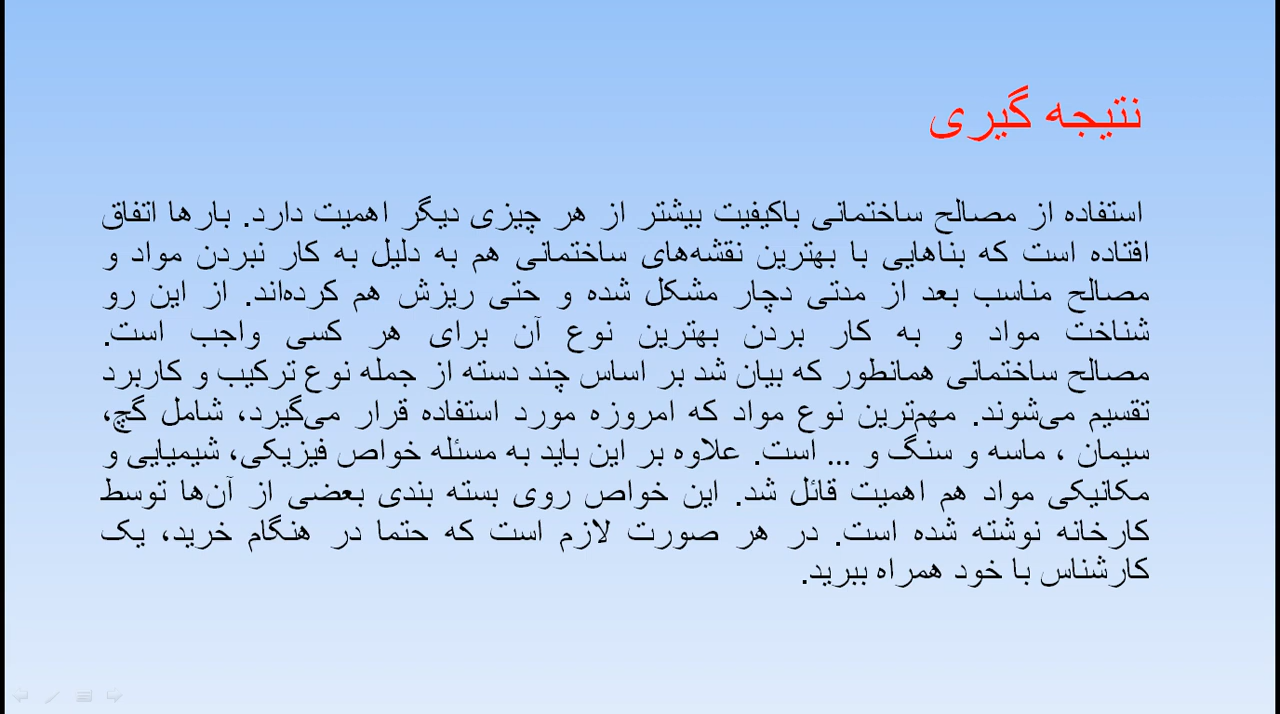 نتیجه گیری
استفاده از مصالح ساختمانی باکیفیت بیشتر از هر چیزی دیگر اهمیت دارد. بارها اتفاق
افتاده است که بناهایی با بهترین نقشه‌های ساختمانی هم به دلیل به کار نبردن مواد و
مصالح مناسب بعد از مدتی دچار مشکل شده و حتی ریزش هم کرده‌اند. از این رو
شناخت مواد و به کار بردن بهترین نوع آن برای هر کسی واجب است.
مصالح ساختمانی همانطور که بیان شد بر اساس چند دسته از جمله نوع ترکیب و کاربرد
تقسیم می‌شوند. مهم‌ترین نوع مواد که امروزه مورد استفاده قرار می‌گیرد، شامل گچ،
سیمان ، ماسه و سنگ و ... است. علاوه بر این باید به مسئله خواص فیزیکی، شیمیایی و
مکانیکی مواد هم اهمیت قائل شد. این خواص روی بسته بندی بعضی از آن‌ها توسط
کارخانه نوشته شده است. در هر صورت لازم است که حتما در هنگام خرید، یک
کارشناس با خود همراه ببرید.